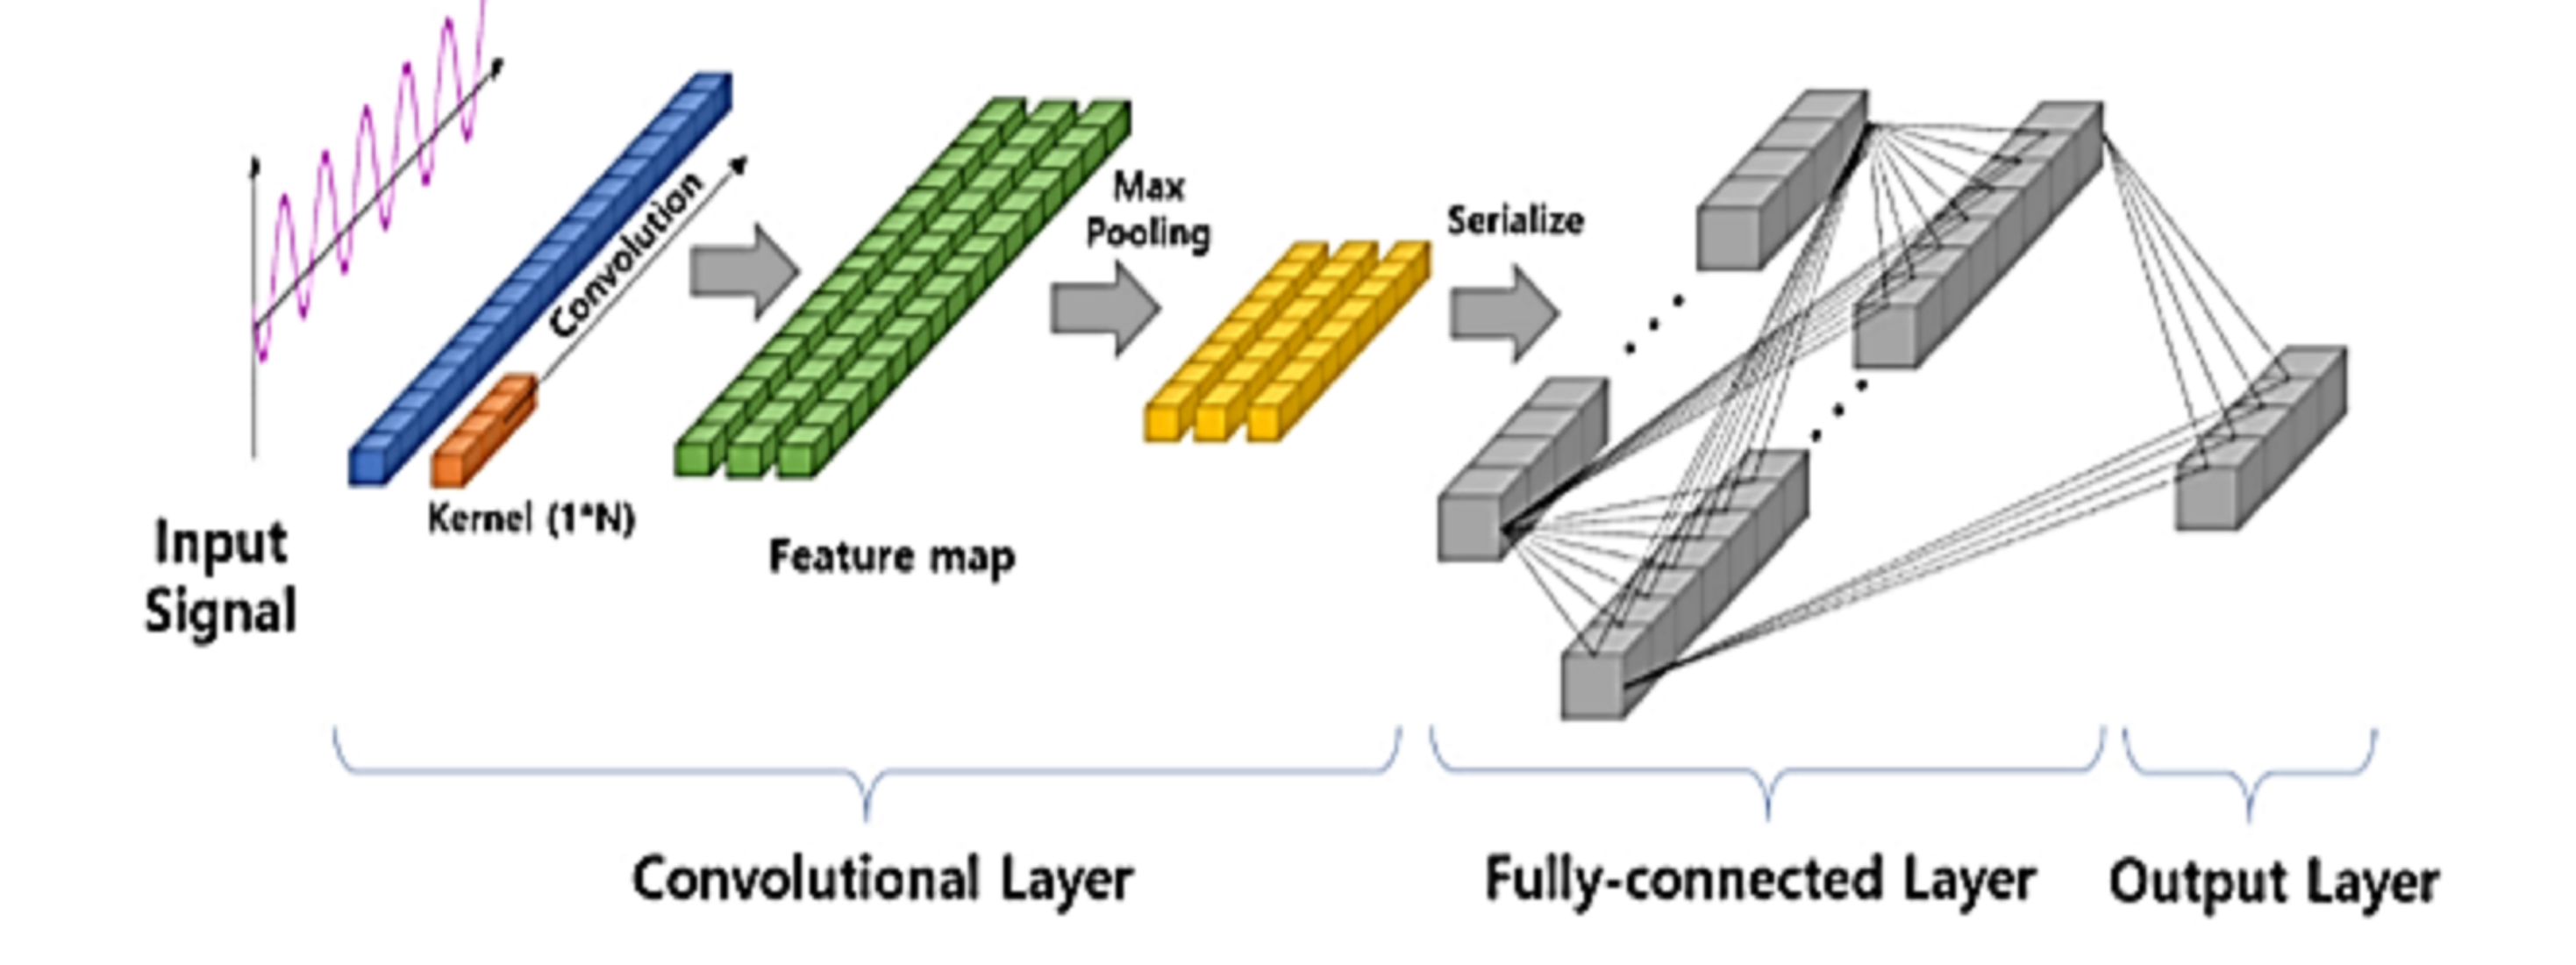 Input
Signal
Convolution
Kernel (1*N)
Feature map
Max
Pooling
Serialize
Convolutional Layer
Fully-connected Layer
Output Layer